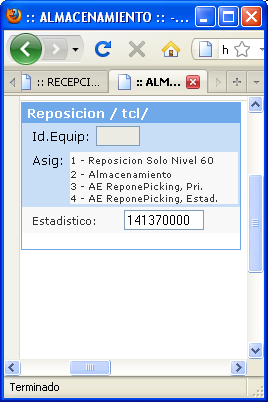 :: ALMACENAMIENTO :: -...
h
:: RECEPCI...
:: ALM...
Reposicion / tcl/
Id.Equip:
Asig:
1 - Reposicion Solo Nivel 60
2 - Almacenamiento
3 - AE ReponePicking, Pri.
4 - AE ReponePicking, Estad.
Estadistico:
141370000
Terminado